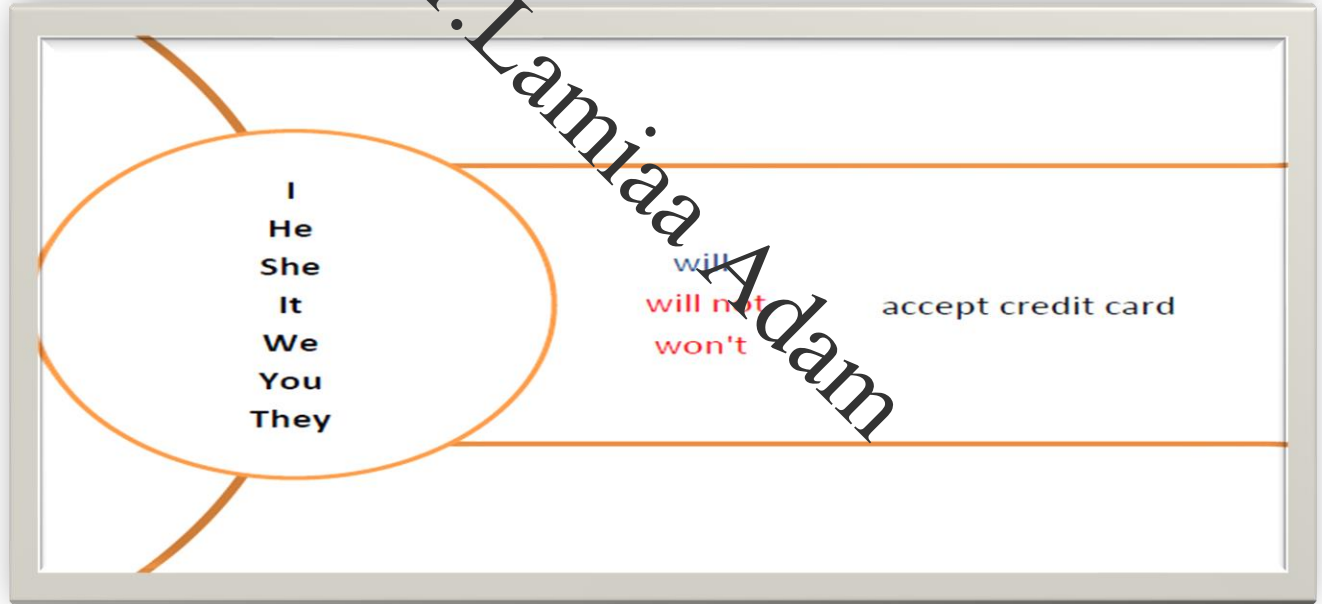 .Lamiaa Adam
I
He
She
It
We
You
They
will
will not
won't
accept credit card